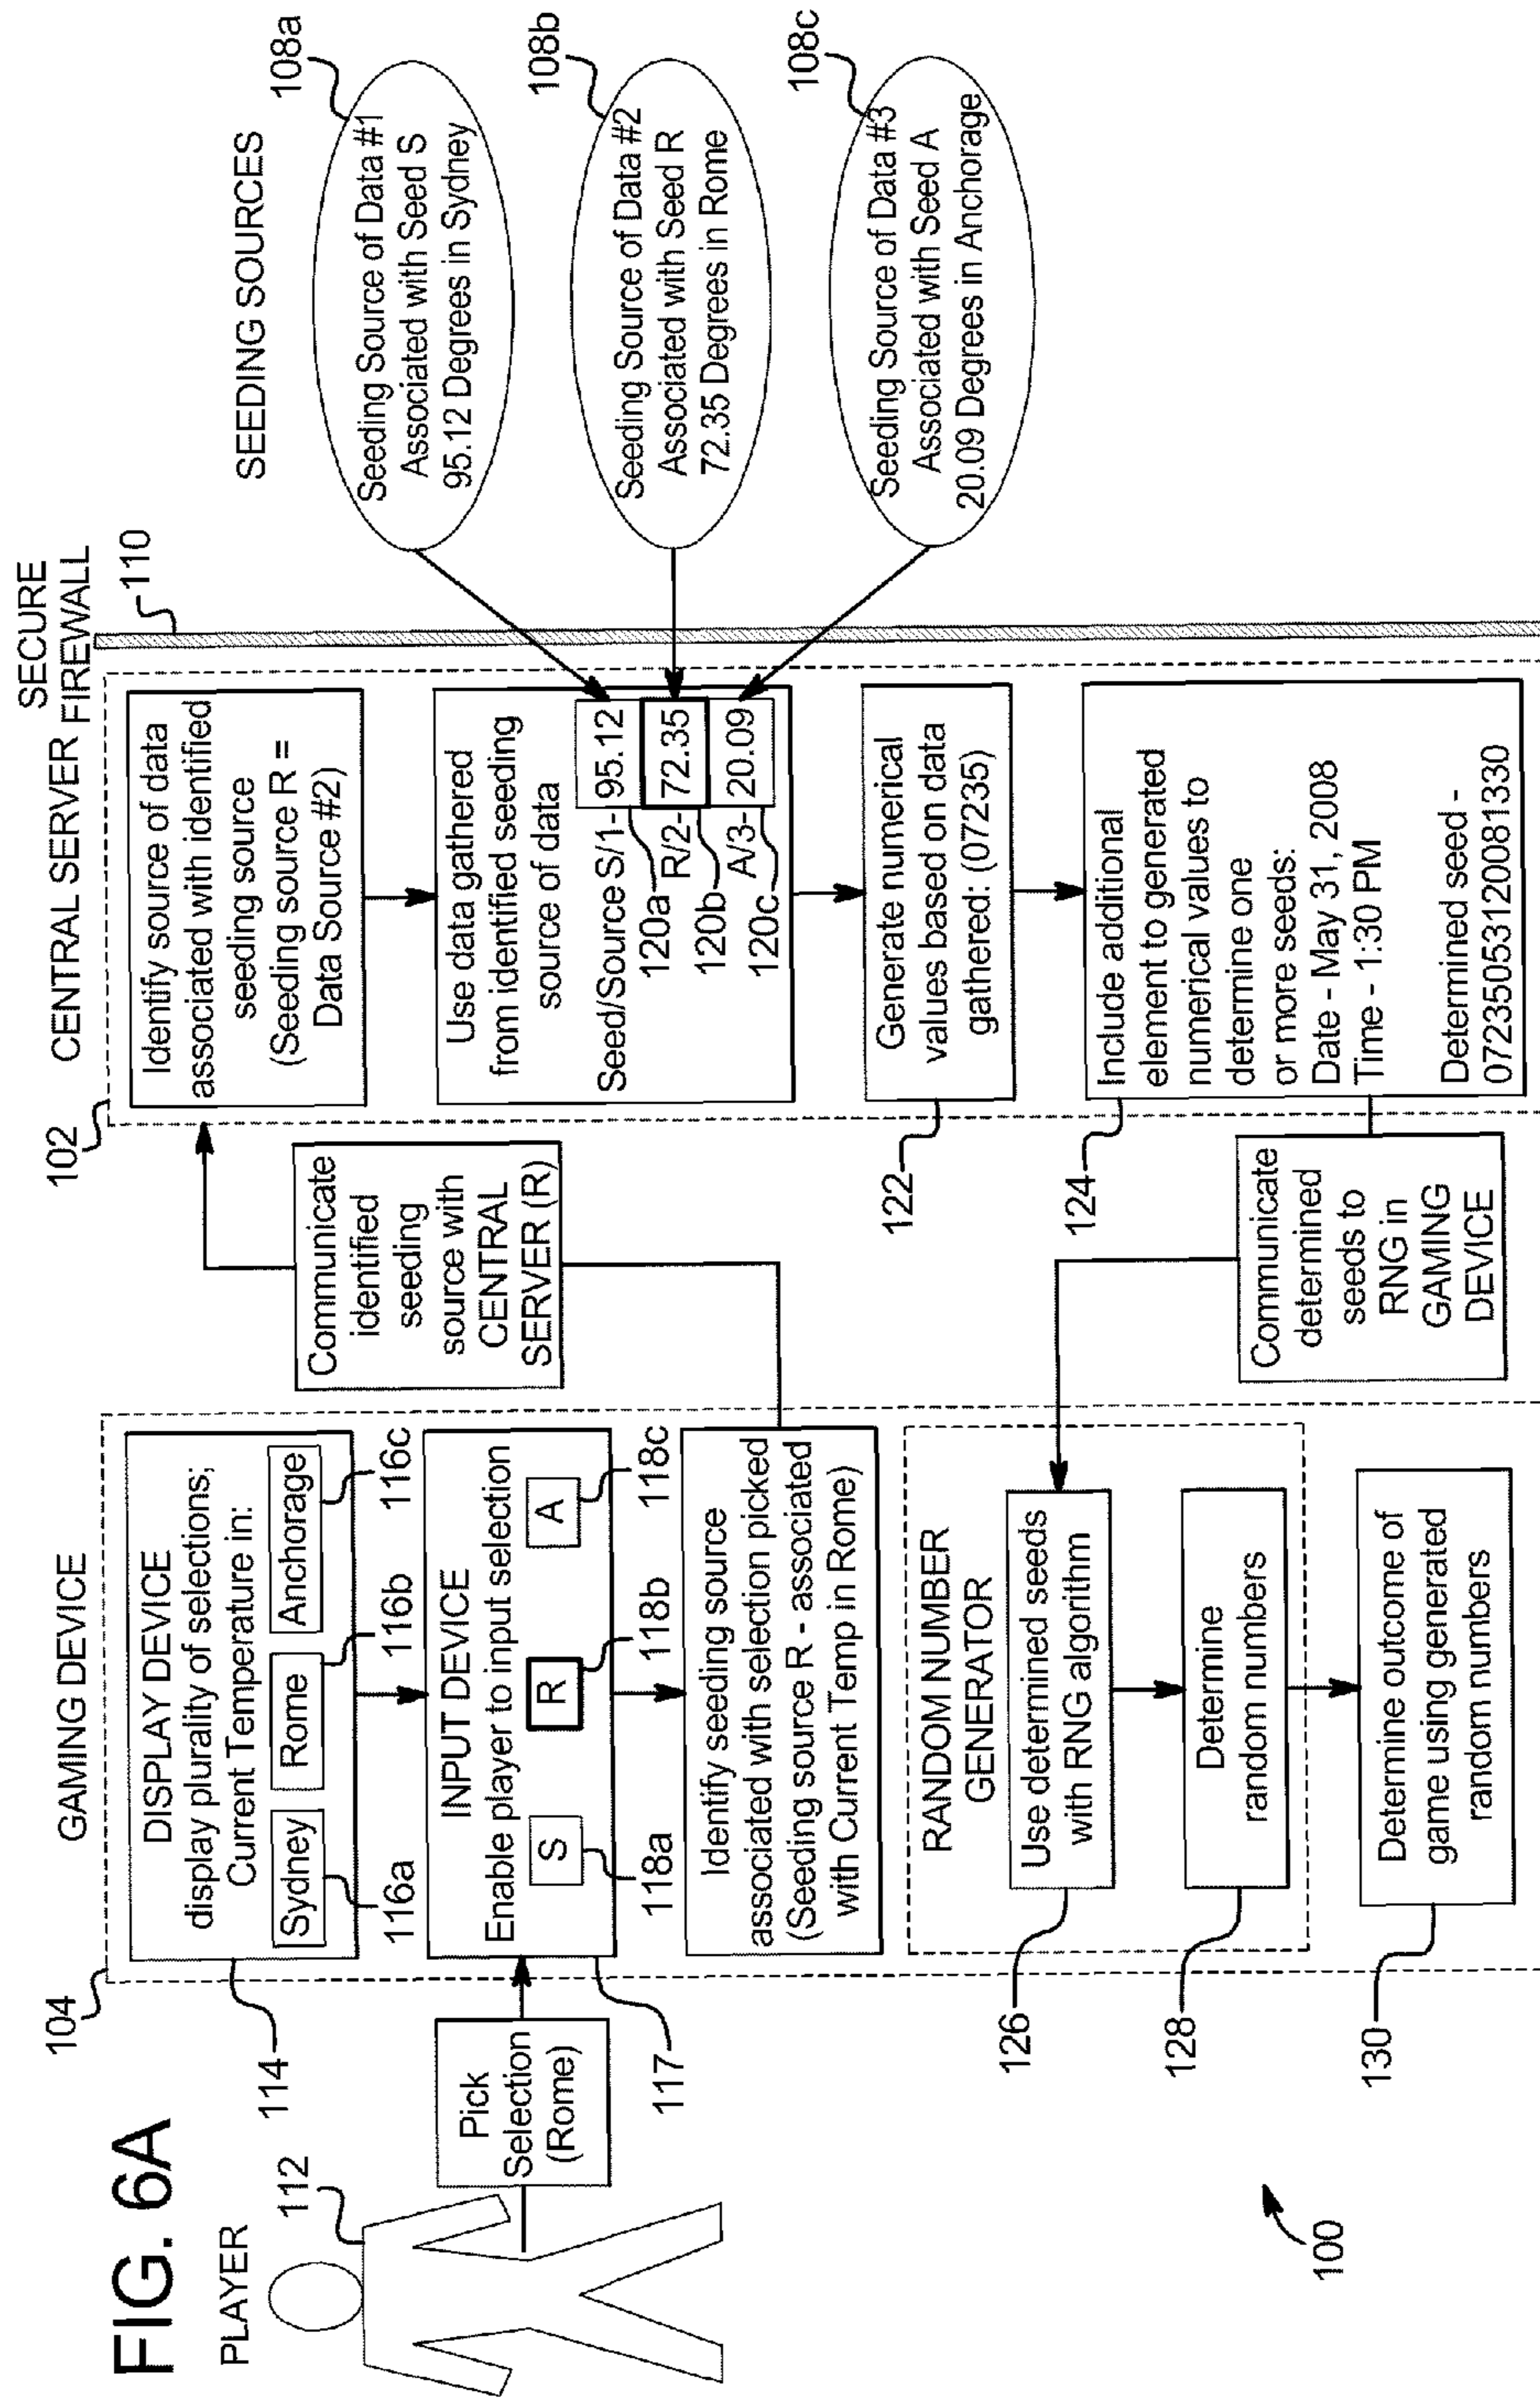 FIG. 6A
PLAYER
112
Pick
Selection
(Rome)
104
GAMING DEVICE
114
DISPLAY DEVICE
display plurality of selections;
Current Temperature in:
Sydney
Rome
Anchorage
116a
116b
116c
117
INPUT DEVICE
Enable player to input selection
S
R
A
118a
118b
118c
Identify seeding source
associated with selection picked
(Seeding source R - associated
with Current Temp in Rome)
Communicate
identified
seeding
source with
CENTRAL
SERVER (R)
102
CENTRAL SERVER
SECURE
FIREWALL
110
Identify source of data
associated with identified
seeding source
(Seeding source R =
Data Source #2)
Use data gathered
from identified seeding
source of data
Seed/Source S/1-
95.12
120a
R/2-
72.35
120b
A/3-
20.09
120c
122
Generate numerical
values based on data
gathered: (07235)
124
Include additional
element to generated
numerical values to
determine one
or more seeds:
Date - May 31, 2008
Time - 1:30 PM
Determined seed -
07235053120081330
SEEDING SOURCES
Seeding Source of Data #1
Associated with Seed S
95.12 Degrees in Sydney
108a
Seeding Source of Data #2
Associated with Seed R
72.35 Degrees in Rome
108b
Seeding Source of Data #3
Associated with Seed A
20.09 Degrees in Anchorage
108c
Communicate
determined
seeds to
RNG in
GAMING
DEVICE
RANDOM NUMBER
GENERATOR
126
Use determined seeds
with RNG algorithm
128
Determine
random numbers
130
Determine outcome of
game using generated
random numbers
100